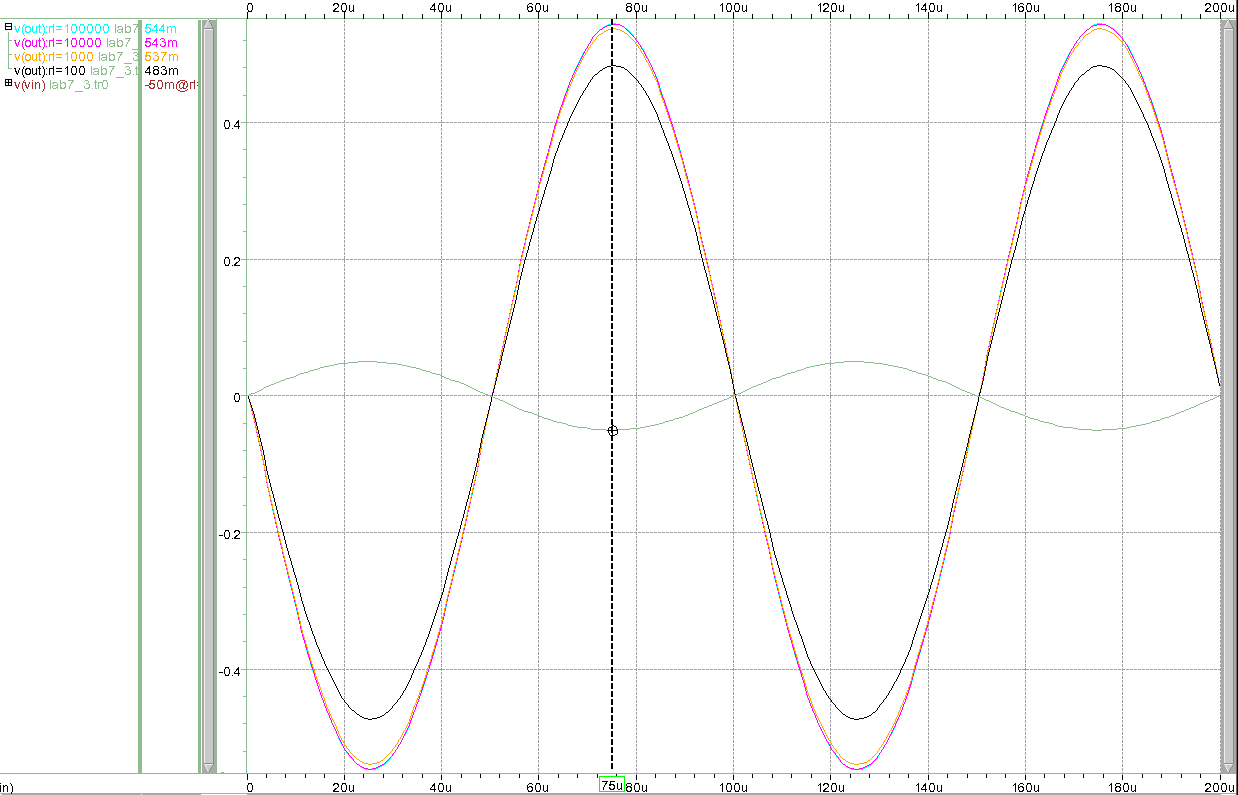 0 20u 40u 60u 80u 100u 120u 140u 160u 180u 200u
v(out):rl=100000 lab7 544m
v(out):rl=10000 lab7_ 543m
v(out):rl=1000 lab7_3 537m
v(out):rl=100 lab7_3.t 483m
v(vin) lab7_3.tr0 -50m@rl=
0.4
0.2
0
-0.2
-0.4
in) 0 20u 40u 60u 75u 80u 100u 120u 140u 160u 180u 200u